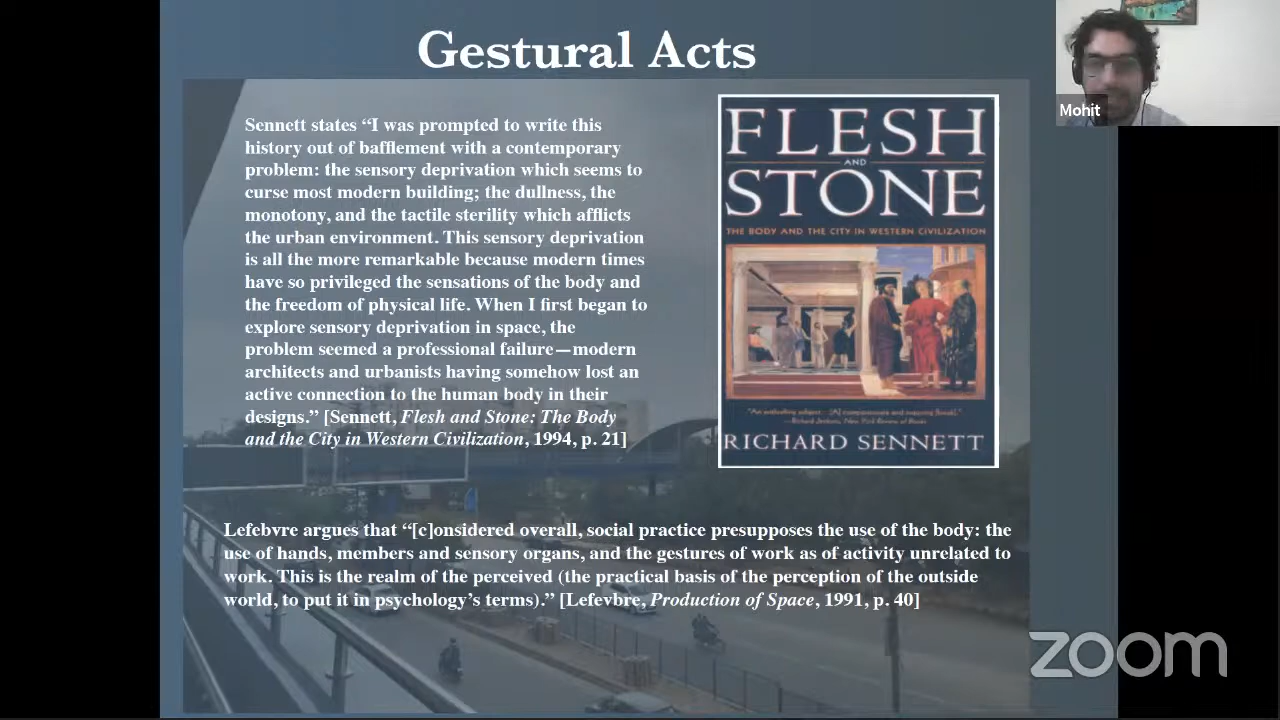 Gestural Acts
Sennett states “I was prompted to write this
history out of bafflement with a contemporary
problem: the sensory deprivation which seems to
curse most modern building; the dullness, the
monotony, and the tactile sterility which afflicts
the urban environment. This sensory deprivation
is all the more remarkable because modern times
have so privileged the sensations of the body and
the freedom of physical life. When I first began to
explore sensory deprivation in space, the
problem seemed a professional failure—modern
architects and urbanists having somehow lost an
active connection to the human body in their
designs.” [Sennett, Flesh and Stone: The Body
and the City in Western Civilization, 1994, p. 21]
FLESH
AND
STONE
THE BODY AND THE CITY IN WESTERN CIVILIZATION
RICHARD SENNETT
Lefebvre argues that “[c]onsidered overall, social practice presupposes the use of the body: the
use of hands, members and sensory organs, and the gestures of work as of activity unrelated to
work. This is the realm of the perceived (the practical basis of the perception of the outside
world, to put it in psychology’s terms).” [Lefevbre, Production of Space, 1991, p. 40]
Mohit
zoom